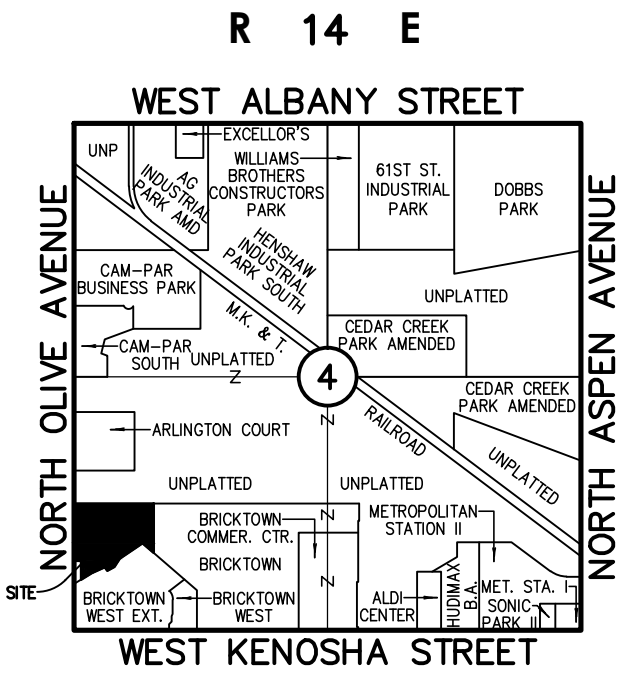 R 14 E
WEST ALBANY STREET
NORTH OLIVE AVENUE
NORTH ASPEN AVENUE
UNP
EXCELLOR'S
AG
INDUSTRIAL
PARK AMD
WILLIAMS
BROTHERS
CONSTRUCTORS
PARK
61ST ST.
INDUSTRIAL
PARK
DOBBS
PARK
HENSHAW
INDUSTRIAL
PARK SOUTH
CAM-PAR
BUSINESS PARK
UNPLATTED
M.K. & T.
CEDAR CREEK
PARK AMENDED
CAM-PAR
SOUTH
UNPLATTED
Z
4
CEDAR CREEK
PARK AMENDED
RAILROAD
Z
ARLINGTON COURT
UNPLATTED
UNPLATTED
UNPLATTED
BRICKTOWN
COMMER. CTR.
Z
METROPOLITAN
STATION II
BRICKTOWN
Z
SITE
BRICKTOWN
WEST EXT.
BRICKTOWN
WEST
ALDI
CENTER
HUDIMAX
B.A.
MET. STA. I
SONIC
PARK II
WEST KENOSHA STREET